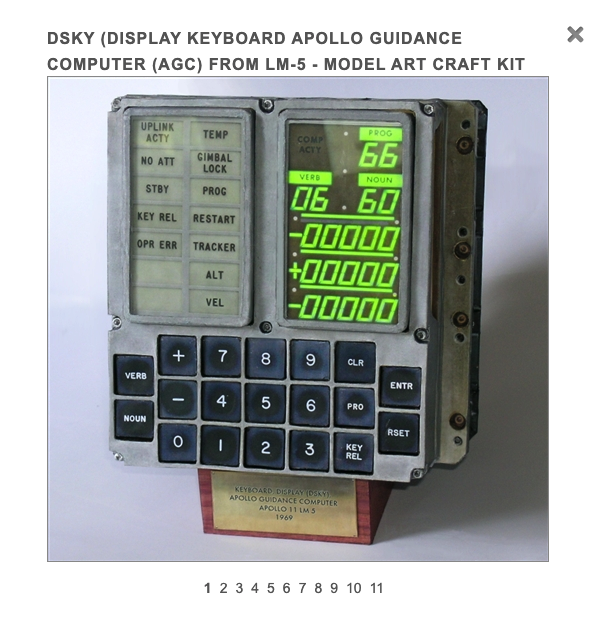 DSKY (DISPLAY KEYBOARD APOLLO GUIDANCE
COMPUTER (AGC) FROM LM-5 - MODEL ART CRAFT KIT
UPLINK ACTY
TEMP
NO ATT
GIMBAL LOCK
STBY
PROG
KEY REL
RESTART
OPR ERR
TRACKER
ALT
VEL
COMP ACTY
PROG
66
VERB
NOUN
06
60
-00000
+00000
-00000
VERB
NOUN
+ 7 8 9 CLR
- 4 5 6 PRO
0 1 2 3 KEY REL
ENTR
RSET
KEYBOARD DISPLAY (DSKY)
APOLLO GUIDANCE COMPUTER
APOLLO 11 LM 5
1969
1 2 3 4 5 6 7 8 9 10 11